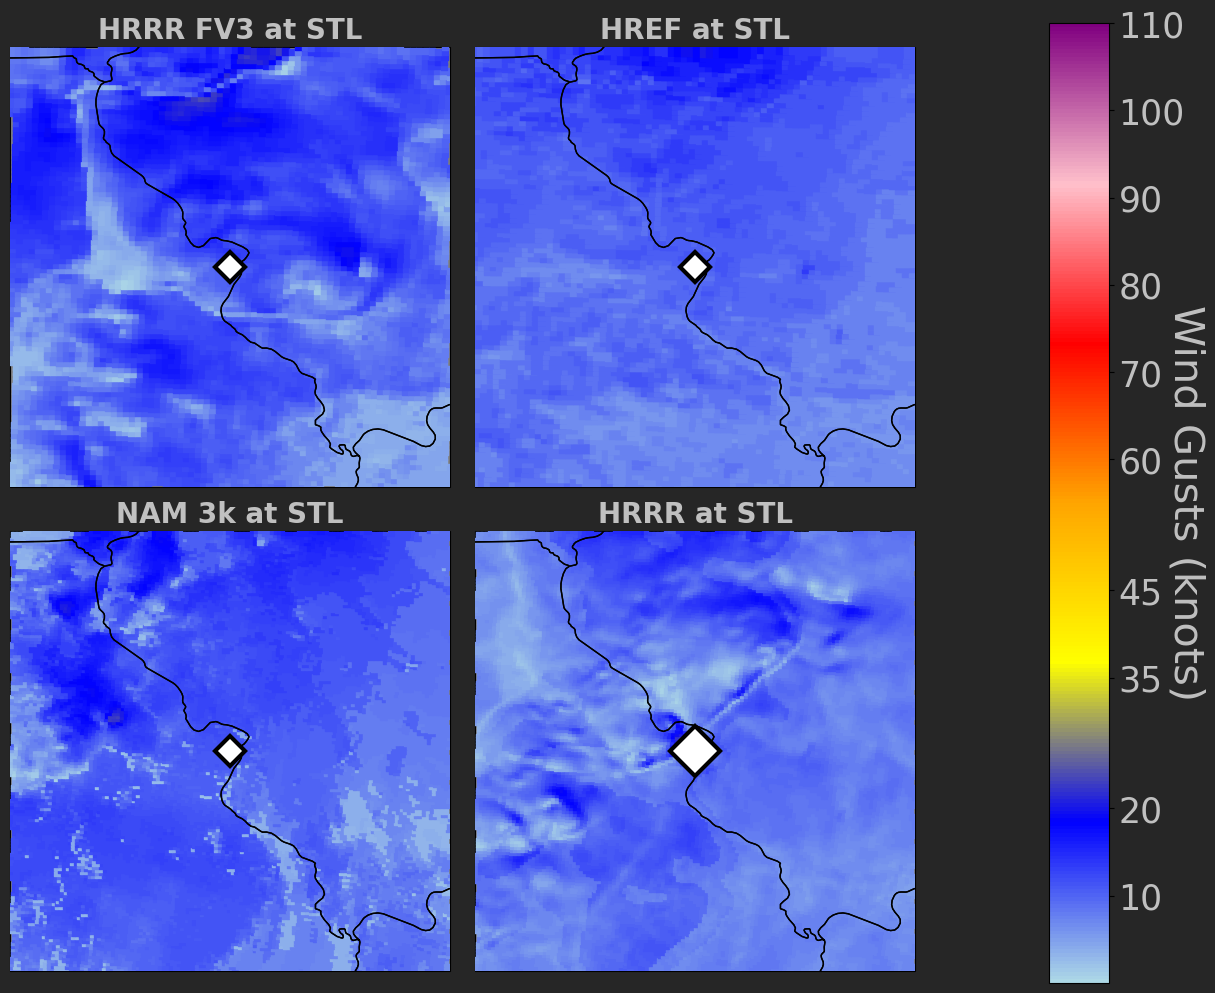 HRRR FV3 at STL
HREF at STL
NAM 3k at STL
HRRR at STL
110
100
90
80
70
60
45
35
20
10
Wind Gusts (knots)